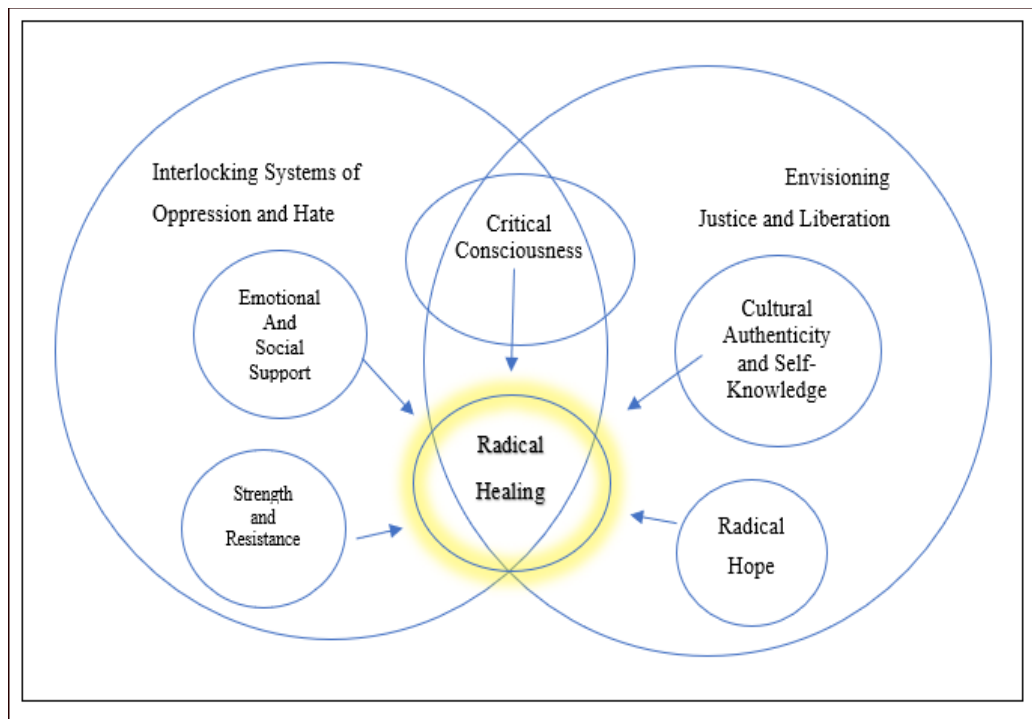 Interlocking Systems of
Oppression and Hate
Envisioning
Justice and Liberation
Critical
Consciousness
Emotional
And
Social
Support
Cultural
Authenticity
and Self-
Knowledge
Radical
Healing
Strength
and
Resistance
Radical
Hope